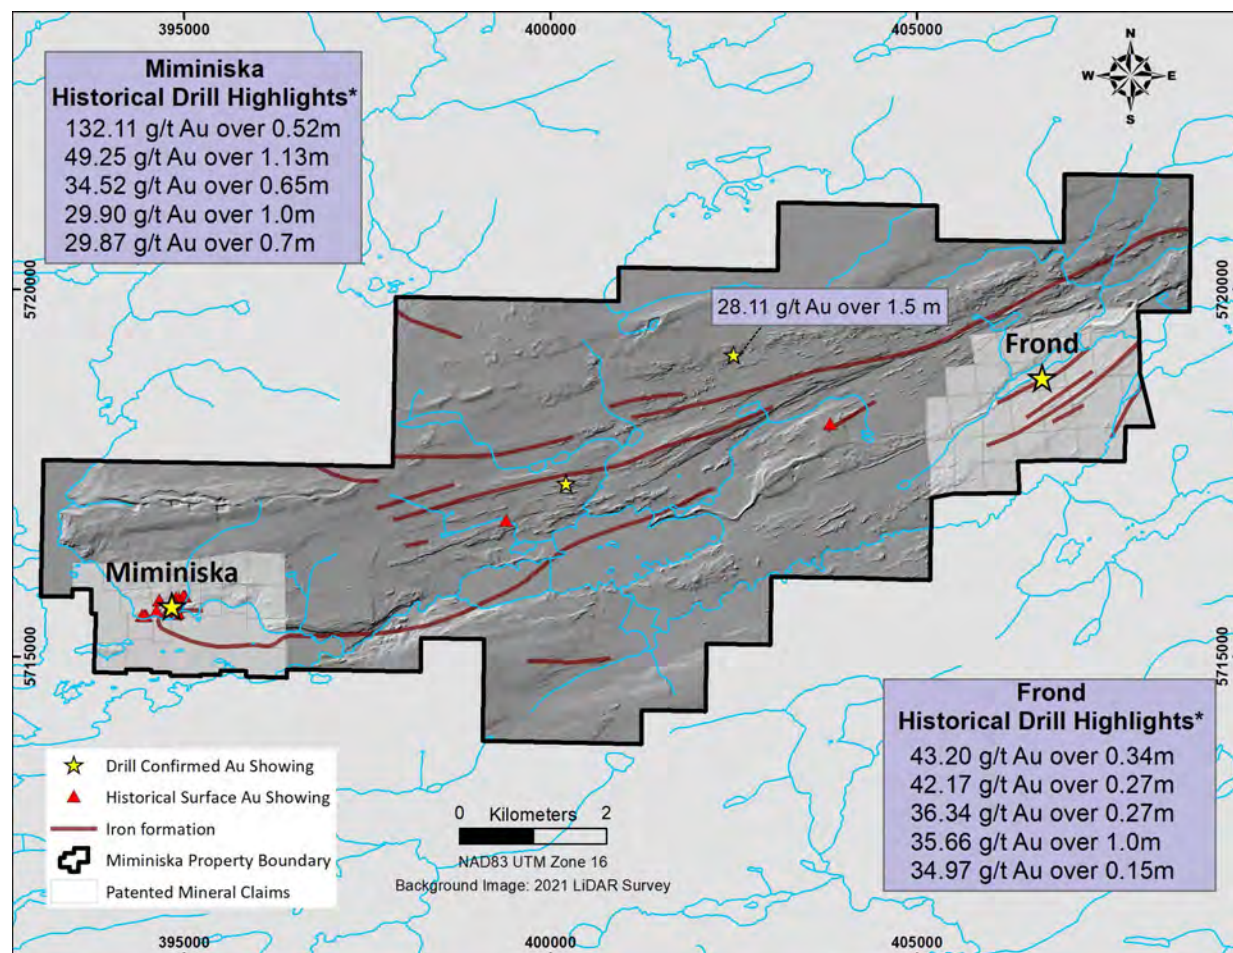 395000
400000
405000
Miminiska
Historical Drill Highlights*
132.11 g/t Au over 0.52m
49.25 g/t Au over 1.13m
34.52 g/t Au over 0.65m
29.90 g/t Au over 1.0m
29.87 g/t Au over 0.7m
N
W
E
S
5720000
5720000
28.11 g/t Au over 1.5 m
Frond
Miminiska
5715000
5715000
Frond
Historical Drill Highlights*
43.20 g/t Au over 0.34m
42.17 g/t Au over 0.27m
36.34 g/t Au over 0.27m
35.66 g/t Au over 1.0m
34.97 g/t Au over 0.15m
Drill Confirmed Au Showing
Historical Surface Au Showing
Iron formation
Miminiska Property Boundary
Patented Mineral Claims
0 Kilometers 2
NAD83 UTM Zone 16
Background Image: 2021 LiDAR Survey
395000
400000
405000